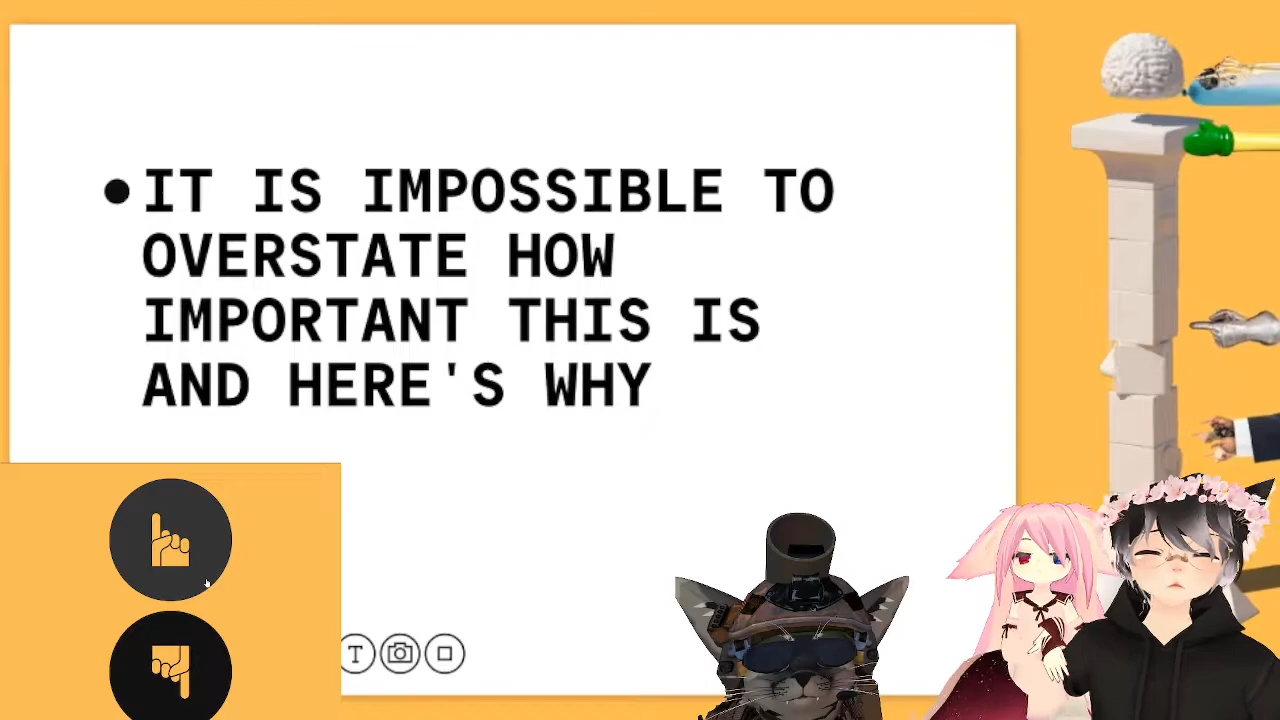 •IT IS IMPOSSIBLE TO
OVERSTATE HOW
IMPORTANT THIS IS
AND HERE'S WHY
T